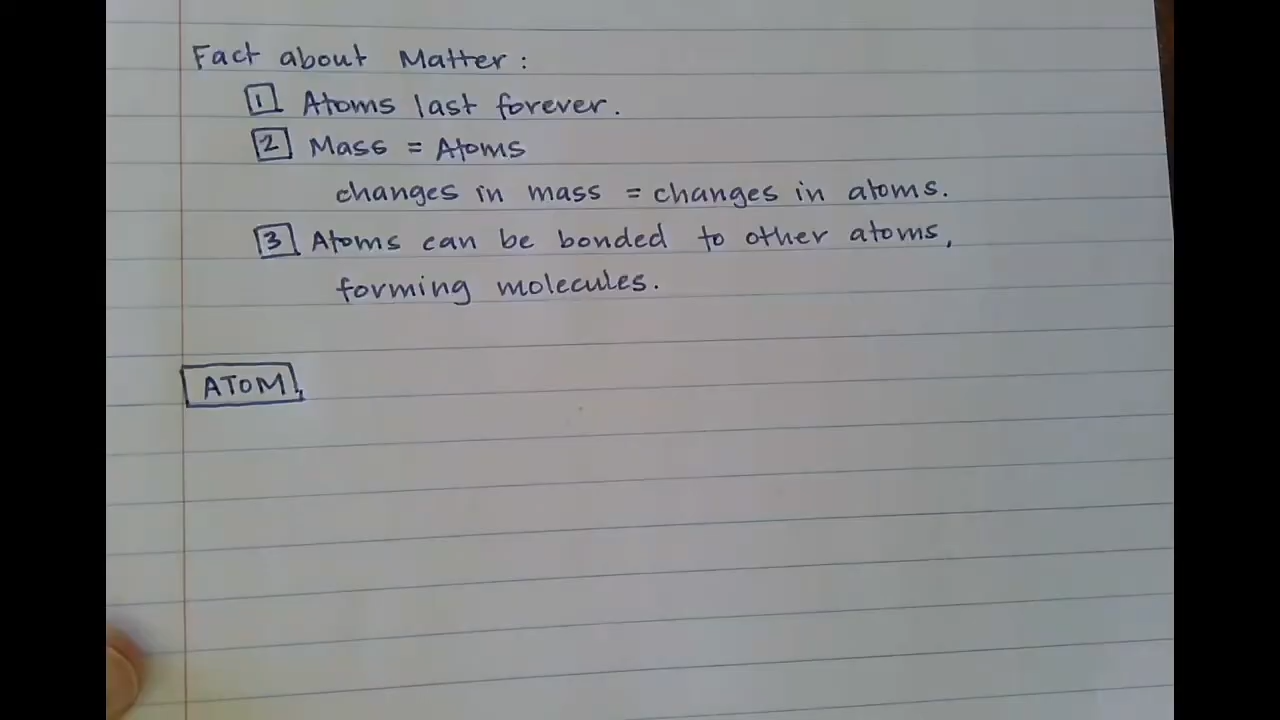 Fact about Matter:
1 Atoms last forever.
2 Mass = Atoms
changes in mass = changes in atoms.
3 Atoms can be bonded to other atoms,
forming molecules.
ATOM